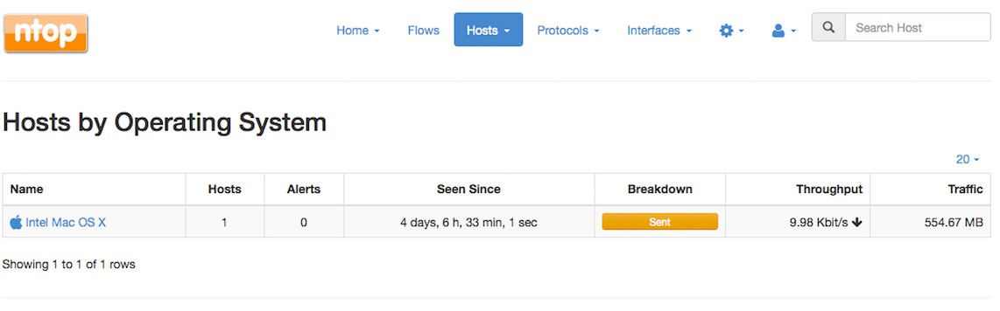 ntop
Home Flows Hosts Protocols Interfaces Search Host
Hosts by Operating System
20
Name Hosts Alerts Seen Since Breakdown Throughput Traffic
Intel Mac OS X 1 0 4 days, 6 h, 33 min, 1 sec Sent 9.98 Kbit/s 554.67 MB
Showing 1 to 1 of 1 rows